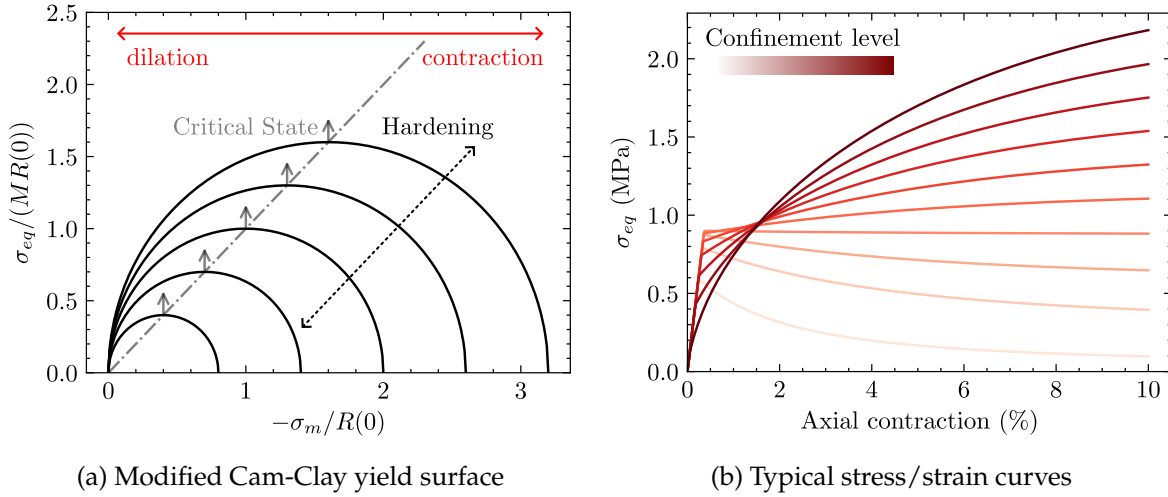 dilation
contraction
Critical State
Hardening
2.0
1.5
1.0
0.5
0.0
σ_eq/(MR(0))
0
1
2
3
−σ_m/R(0)
(a) Modified Cam-Clay yield surface
Confinement level
2.0
1.5
1.0
0.5
0.0
σ_eq (MPa)
0
2
4
6
8
10
Axial contraction (%)
(b) Typical stress/strain curves